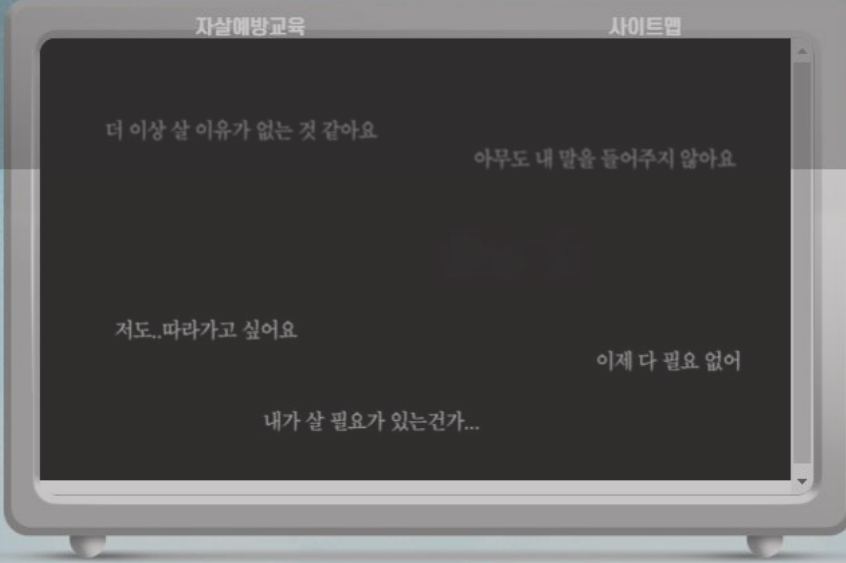 자살예방교육
사이트맵
더 이상 살 이유가 없는 것 같아요
아무도 내 말을 들어주지 않아요
저도..따라가고 싶어요
이제 다 필요 없어
내가 살 필요가 있는건가...